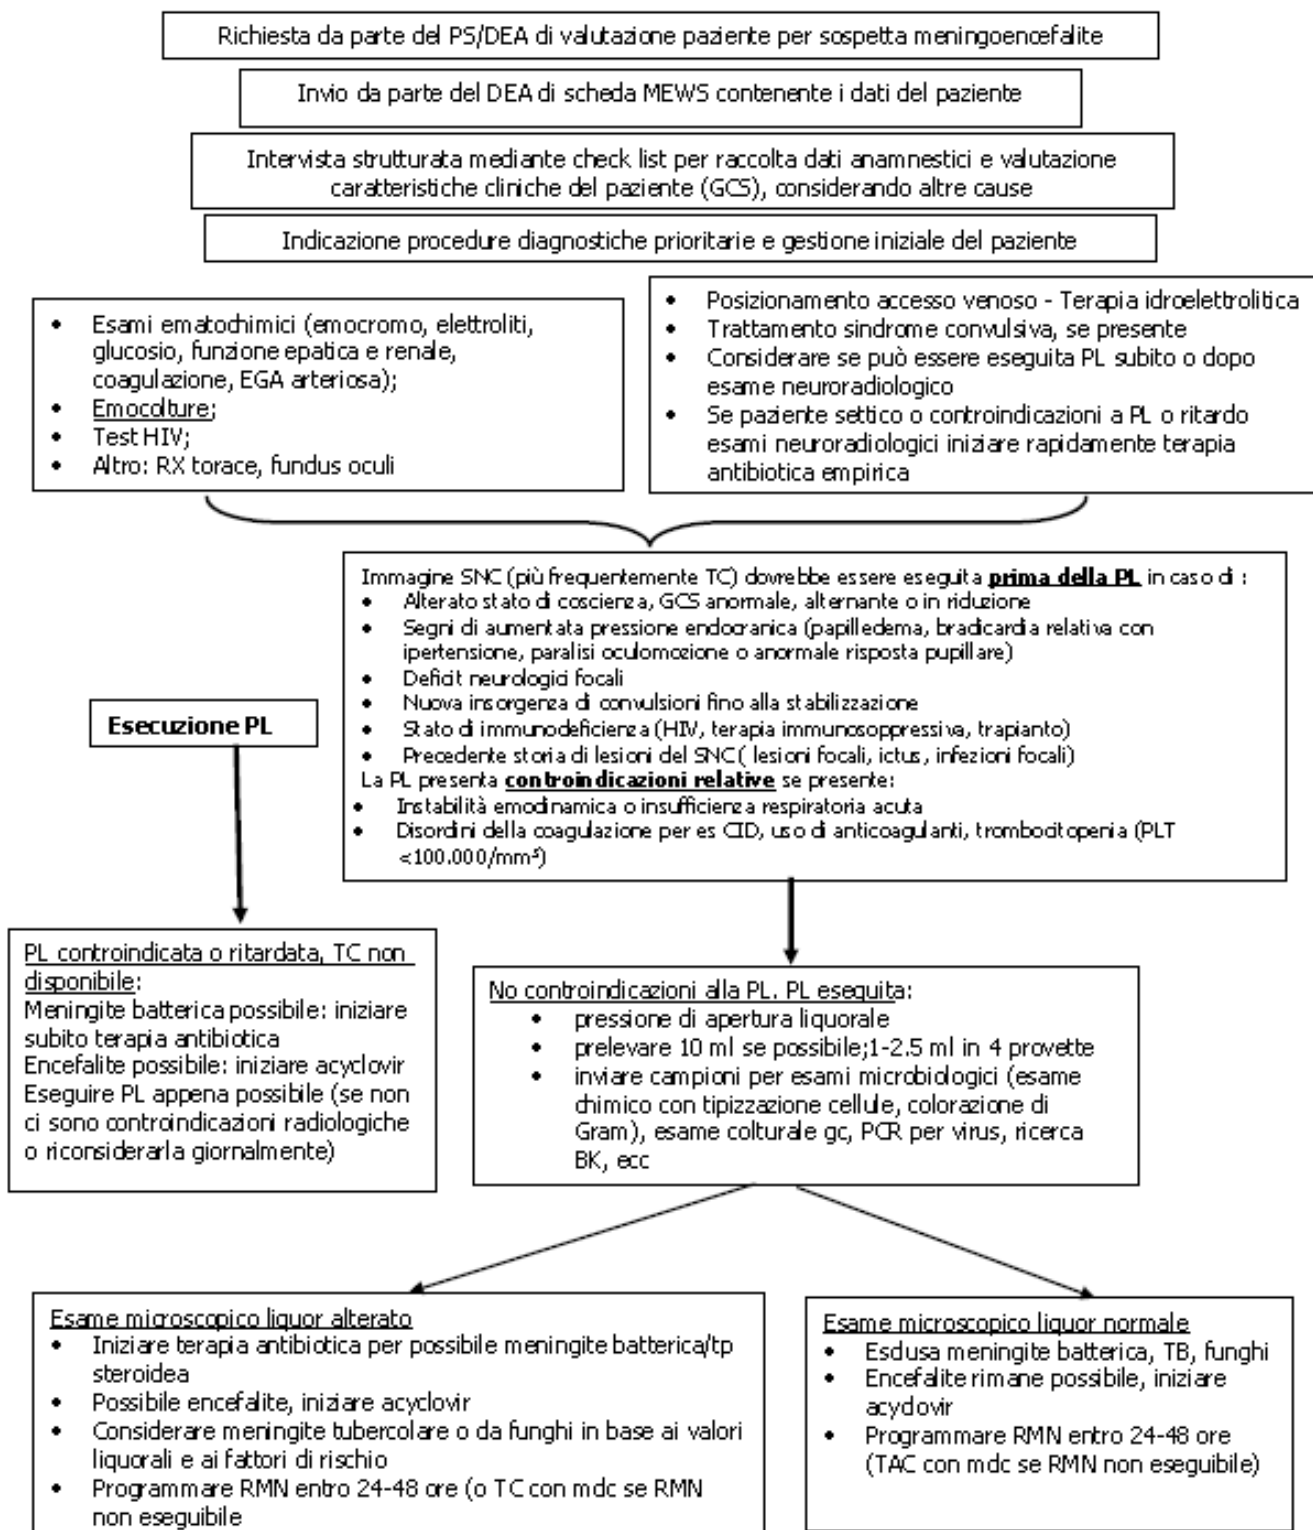 Richiesta da parte del PS/DEA di valutazione paziente per sospetta meningoencefalite
Invio da parte del DEA di scheda MEWS contenente i dati del paziente
Intervista strutturata mediante check list per raccolta dati anamnestici e valutazione
caratteristiche cliniche del paziente (GCS), considerando altre cause
Indicazione procedure diagnostiche prioritarie e gestione iniziale del paziente
• Esami ematochimici (emocromo, elettroliti,
glucosio, funzione epatica e renale,
coagulazione, EGA arteriosa);
• Emocolture;
• Test HIV;
• Altro: RX torace, fundus oculi
• Posizionamento accesso venoso - Terapia idroelettrolitica
• Trattamento sindrome convulsiva, se presente
• Considerare se può essere eseguita PL subito o dopo
esame neuroradiologico
• Se paziente settico o controindicazioni a PL o ritardo
esami neuroradiologici iniziare rapidamente terapia
antibiotica empirica
Immagine SNC (più frequentemente TC) dovrebbe essere eseguita prima della PL in caso di :
• Alterato stato di coscienza, GCS anormale, alternante o in riduzione
• Segni di aumentata pressione endocranica (papilledema, bradicardia relativa con
ipertensione, paralisi oculomozione o anormale risposta pupillare)
• Deficit neurologici focali
• Nuova insorgenza di convulsioni fino alla stabilizzazione
• Stato di immunodeficienza (HIV, terapia immunosoppressiva, trapianto)
• Precedente storia di lesioni del SNC( lesioni focali, ictus, infezioni focali)
La PL presenta controindicazioni relative se presente:
• Instabilità emodinamica o insufficienza respiratoria acuta
• Disordini della coagulazione per es CID, uso di anticoagulanti, trombocitopenia (PLT
<100.000/mm³)
Esecuzione PL
PL controindicata o ritardata, TC non
disponibile:
Meningite batterica possibile: iniziare
subito terapia antibiotica
Encefalite possibile: iniziare acyclovir
Eseguire PL appena possibile (se non
ci sono controindicazioni radiologiche
o riconsiderarla giornalmente)
No controindicazioni alla PL. PL eseguita:
• pressione di apertura liquorale
• prelevare 10 ml se possibile;1-2.5 ml in 4 provette
• inviare campioni per esami microbiologici (esame
chimico con tipizzazione cellule, colorazione di
Gram), esame colturale gc, PCR per virus, ricerca
BK, ecc
Esame microscopico liquor alterato
• Iniziare terapia antibiotica per possibile meningite batterica/tp
steroidea
• Possibile encefalite, iniziare acyclovir
• Considerare meningite tubercolare o da funghi in base ai valori
liquorali e ai fattori di rischio
• Programmare RMN entro 24-48 ore (o TC con mdc se RMN
non eseguibile
Esame microscopico liquor normale
• Esclusa meningite batterica, TB, funghi
• Encefalite rimane possibile, iniziare
acyclovir
• Programmare RMN entro 24-48 ore
(TAC con mdc se RMN non eseguibile)